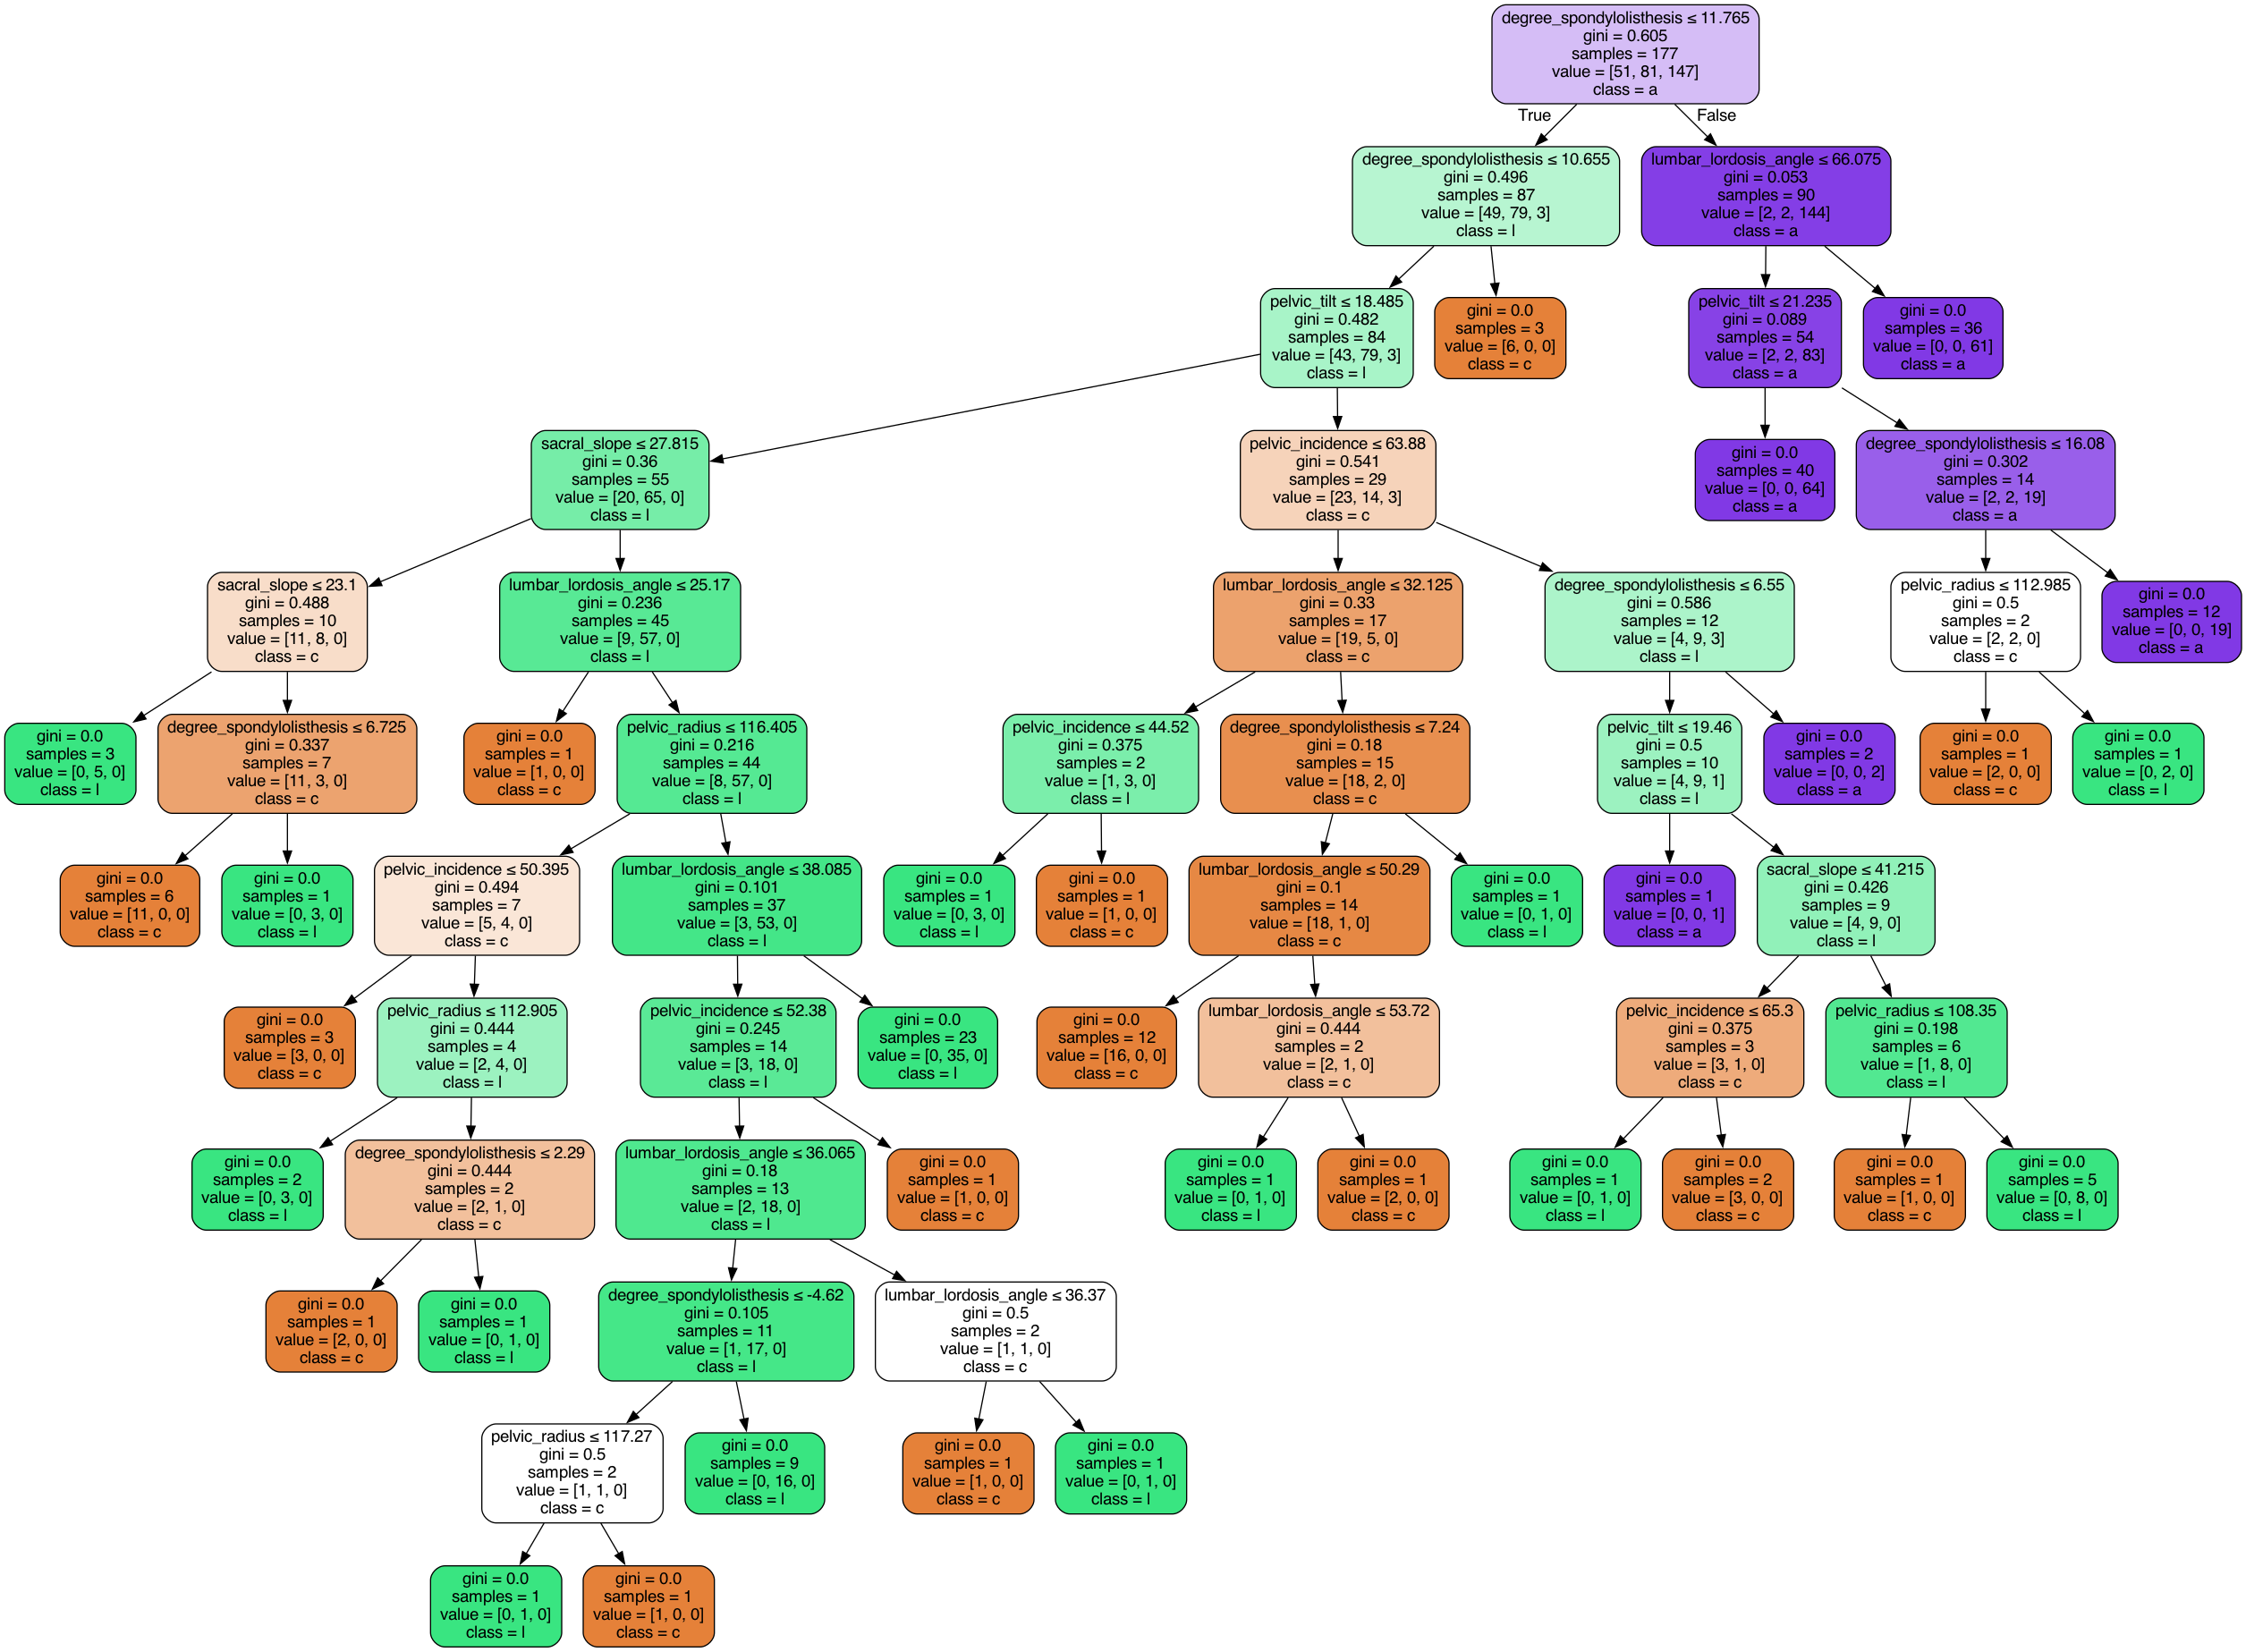 degree_spondylolisthesis ≤ 11.765
gini = 0.605
samples = 177
value = [51, 81, 147]
class = a
True
False
degree_spondylolisthesis ≤ 10.655
gini = 0.496
samples = 87
value = [49, 79, 3]
class = l
lumbar_lordosis_angle ≤ 66.075
gini = 0.053
samples = 90
value = [2, 2, 144]
class = a
pelvic_tilt ≤ 18.485
gini = 0.482
samples = 84
value = [43, 79, 3]
class = l
gini = 0.0
samples = 3
value = [6, 0, 0]
class = c
pelvic_tilt ≤ 21.235
gini = 0.089
samples = 54
value = [2, 2, 83]
class = a
gini = 0.0
samples = 36
value = [0, 0, 61]
class = a
sacral_slope ≤ 27.815
gini = 0.36
samples = 55
value = [20, 65, 0]
class = l
pelvic_incidence ≤ 63.88
gini = 0.541
samples = 29
value = [23, 14, 3]
class = c
gini = 0.0
samples = 40
value = [0, 0, 64]
class = a
degree_spondylolisthesis ≤ 16.08
gini = 0.302
samples = 14
value = [2, 2, 19]
class = a
sacral_slope ≤ 23.1
gini = 0.488
samples = 10
value = [11, 8, 0]
class = c
lumbar_lordosis_angle ≤ 25.17
gini = 0.236
samples = 45
value = [9, 57, 0]
class = l
lumbar_lordosis_angle ≤ 32.125
gini = 0.33
samples = 17
value = [19, 5, 0]
class = c
degree_spondylolisthesis ≤ 6.55
gini = 0.586
samples = 12
value = [4, 9, 3]
class = l
pelvic_radius ≤ 112.985
gini = 0.5
samples = 2
value = [2, 2, 0]
class = c
gini = 0.0
samples = 12
value = [0, 0, 19]
class = a
gini = 0.0
samples = 3
value = [0, 5, 0]
class = l
degree_spondylolisthesis ≤ 6.725
gini = 0.337
samples = 7
value = [11, 3, 0]
class = c
gini = 0.0
samples = 1
value = [1, 0, 0]
class = c
pelvic_radius ≤ 116.405
gini = 0.216
samples = 44
value = [8, 57, 0]
class = l
pelvic_incidence ≤ 44.52
gini = 0.375
samples = 2
value = [1, 3, 0]
class = l
degree_spondylolisthesis ≤ 7.24
gini = 0.18
samples = 15
value = [18, 2, 0]
class = c
pelvic_tilt ≤ 19.46
gini = 0.5
samples = 10
value = [4, 9, 1]
class = l
gini = 0.0
samples = 2
value = [0, 0, 2]
class = a
gini = 0.0
samples = 1
value = [2, 0, 0]
class = c
gini = 0.0
samples = 1
value = [0, 2, 0]
class = l
gini = 0.0
samples = 6
value = [11, 0, 0]
class = c
gini = 0.0
samples = 1
value = [0, 3, 0]
class = l
pelvic_incidence ≤ 50.395
gini = 0.494
samples = 7
value = [5, 4, 0]
class = c
lumbar_lordosis_angle ≤ 38.085
gini = 0.101
samples = 37
value = [3, 53, 0]
class = l
gini = 0.0
samples = 1
value = [0, 3, 0]
class = l
gini = 0.0
samples = 1
value = [1, 0, 0]
class = c
lumbar_lordosis_angle ≤ 50.29
gini = 0.1
samples = 14
value = [18, 1, 0]
class = c
gini = 0.0
samples = 1
value = [0, 1, 0]
class = l
gini = 0.0
samples = 1
value = [0, 0, 1]
class = a
sacral_slope ≤ 41.215
gini = 0.426
samples = 9
value = [4, 9, 0]
class = l
gini = 0.0
samples = 3
value = [3, 0, 0]
class = c
pelvic_radius ≤ 112.905
gini = 0.444
samples = 4
value = [2, 4, 0]
class = l
pelvic_incidence ≤ 52.38
gini = 0.245
samples = 14
value = [3, 18, 0]
class = l
gini = 0.0
samples = 23
value = [0, 35, 0]
class = l
gini = 0.0
samples = 12
value = [16, 0, 0]
class = c
lumbar_lordosis_angle ≤ 53.72
gini = 0.444
samples = 2
value = [2, 1, 0]
class = c
pelvic_incidence ≤ 65.3
gini = 0.375
samples = 3
value = [3, 1, 0]
class = c
pelvic_radius ≤ 108.35
gini = 0.198
samples = 6
value = [1, 8, 0]
class = l
gini = 0.0
samples = 2
value = [0, 3, 0]
class = l
degree_spondylolisthesis ≤ 2.29
gini = 0.444
samples = 2
value = [2, 1, 0]
class = c
lumbar_lordosis_angle ≤ 36.065
gini = 0.18
samples = 13
value = [2, 18, 0]
class = l
gini = 0.0
samples = 1
value = [1, 0, 0]
class = c
gini = 0.0
samples = 1
value = [0, 1, 0]
class = l
gini = 0.0
samples = 1
value = [2, 0, 0]
class = c
gini = 0.0
samples = 1
value = [0, 1, 0]
class = l
gini = 0.0
samples = 2
value = [3, 0, 0]
class = c
gini = 0.0
samples = 1
value = [1, 0, 0]
class = c
gini = 0.0
samples = 5
value = [0, 8, 0]
class = l
gini = 0.0
samples = 1
value = [2, 0, 0]
class = c
gini = 0.0
samples = 1
value = [0, 1, 0]
class = l
degree_spondylolisthesis ≤ -4.62
gini = 0.105
samples = 11
value = [1, 17, 0]
class = l
lumbar_lordosis_angle ≤ 36.37
gini = 0.5
samples = 2
value = [1, 1, 0]
class = c
pelvic_radius ≤ 117.27
gini = 0.5
samples = 2
value = [1, 1, 0]
class = c
gini = 0.0
samples = 9
value = [0, 16, 0]
class = l
gini = 0.0
samples = 1
value = [1, 0, 0]
class = c
gini = 0.0
samples = 1
value = [0, 1, 0]
class = l
gini = 0.0
samples = 1
value = [0, 1, 0]
class = l
gini = 0.0
samples = 1
value = [1, 0, 0]
class = c